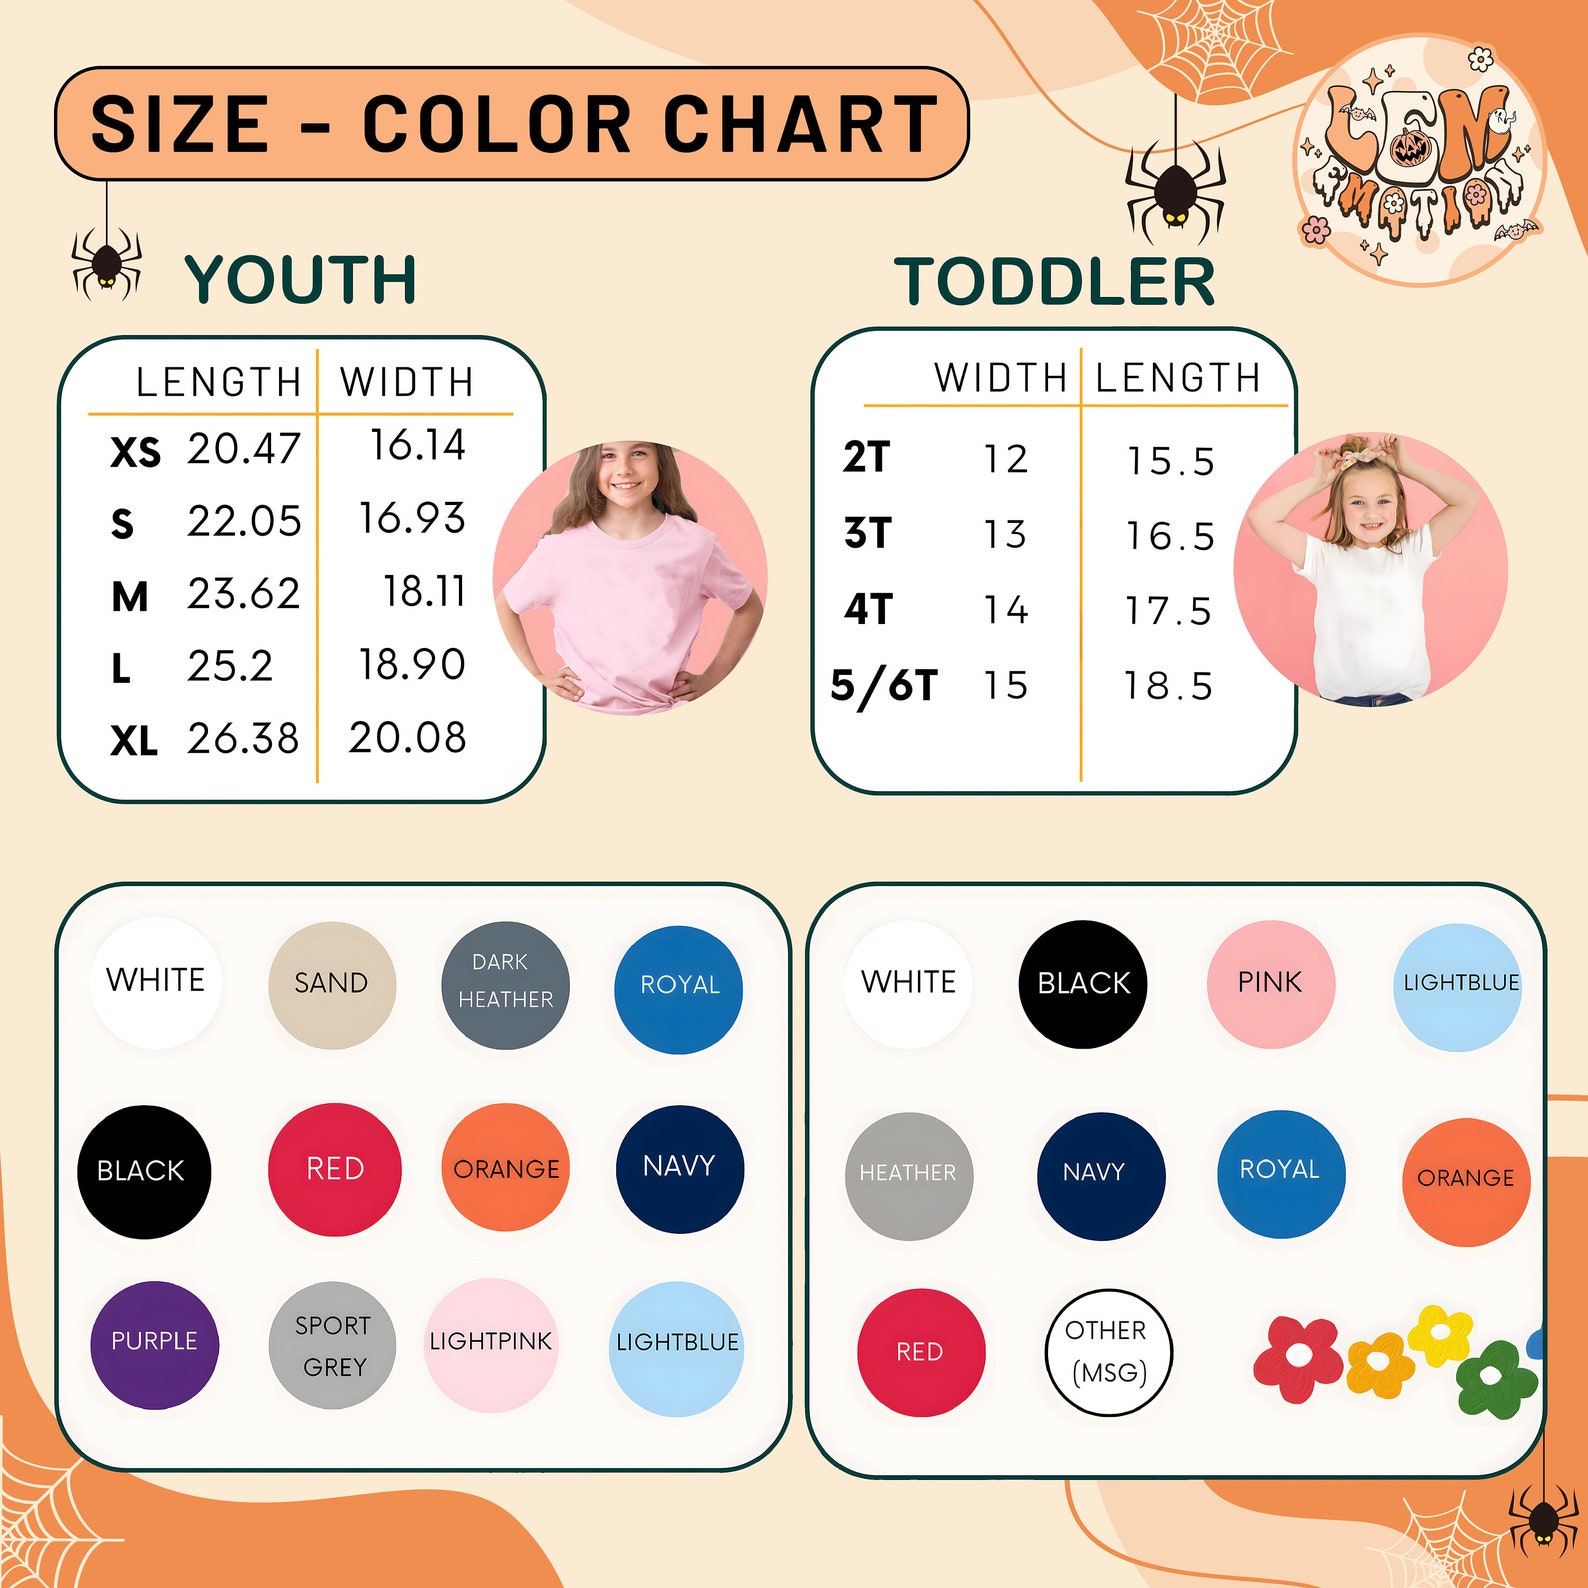 SIZE - COLOR CHART
LEM
EMOTION
YOUTH
LENGTH WIDTH
XS 20.47 16.14
S 22.05 16.93
M 23.62 18.11
L 25.2 18.90
XL 26.38 20.08
TODDLER
WIDTH LENGTH
2T 12 15.5
3T 13 16.5
4T 14 17.5
5/6T 15 18.5
WHITE
SAND
DARK
HEATHER
ROYAL
BLACK
RED
ORANGE
NAVY
PURPLE
SPORT
GREY
LIGHTPINK
LIGHTBLUE
WHITE
BLACK
PINK
LIGHTBLUE
HEATHER
NAVY
ROYAL
ORANGE
RED
OTHER
(MSG)